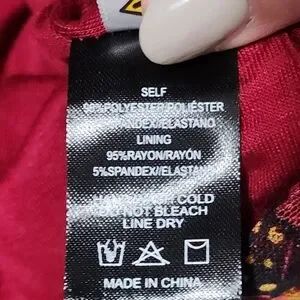 SELF
POLYESTER/POLIÉSTER
SPANDEX/ELASTANO
LINING
95%RAYON/RAYÓN
5%SPANDEX/ELASTANO
COLD
DO NOT BLEACH
LINE DRY
MADE IN CHINA